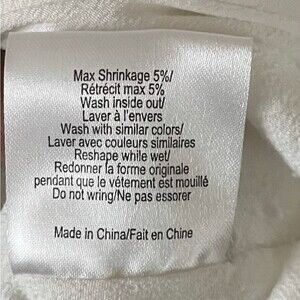 Max Shrinkage 5%/
Rétrécit max 5%
Wash inside out/
Laver à l'envers
Wash with similar colors/
Laver avec couleurs similaires
Reshape while wet/
Redonner la forme originale
pendant que le vêtement est mouillé
Do not wring/Ne pas essorer
Made in China/Fait en Chine